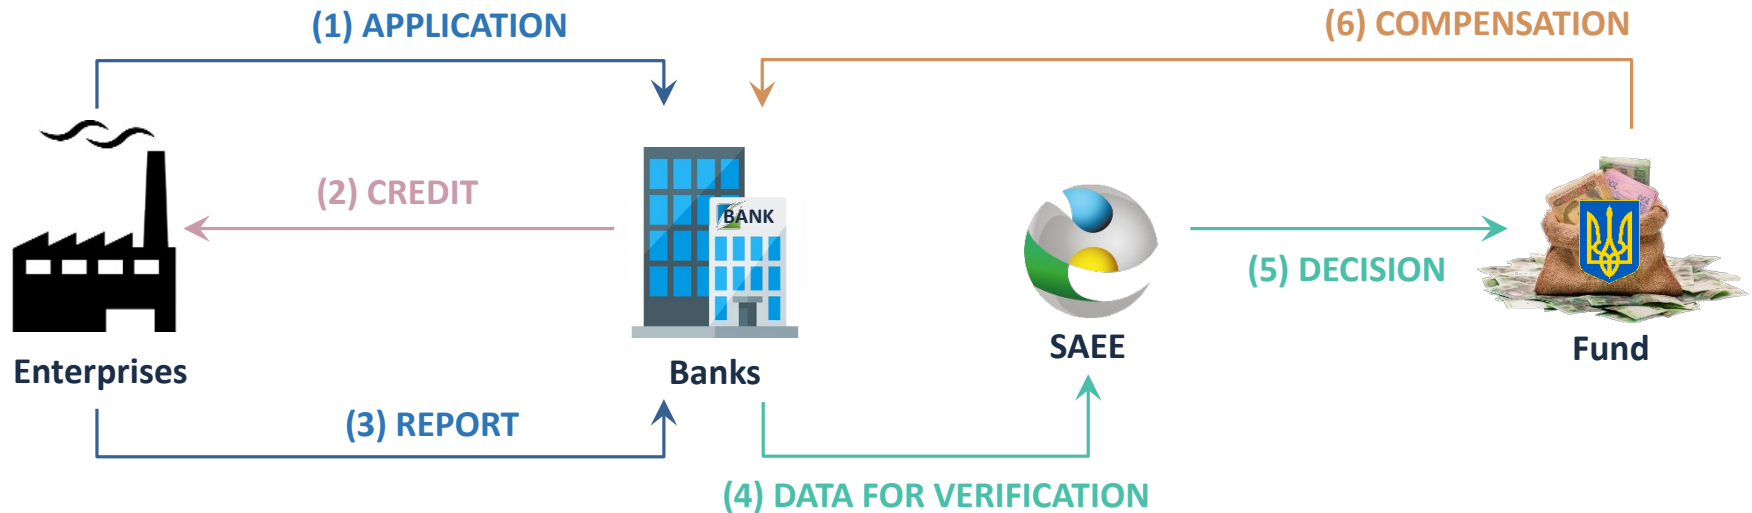 (1) APPLICATION
(6) COMPENSATION
(2) CREDIT
BANK
(5) DECISION
SAEE
Fund
Enterprises
Banks
(3) REPORT
(4) DATA FOR VERIFICATION